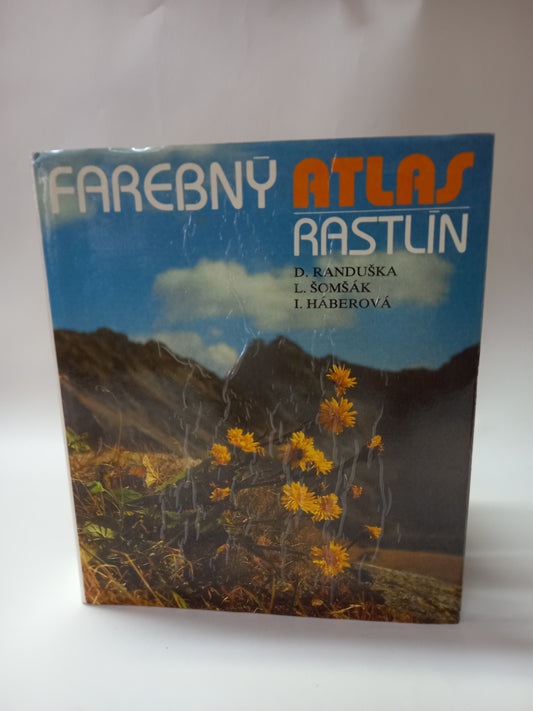 FAREBNÝ ATLAS
RASTLÍN
D. RANDUŠKA
L. ŠOMŠÁK
I. HÁBEROVÁ